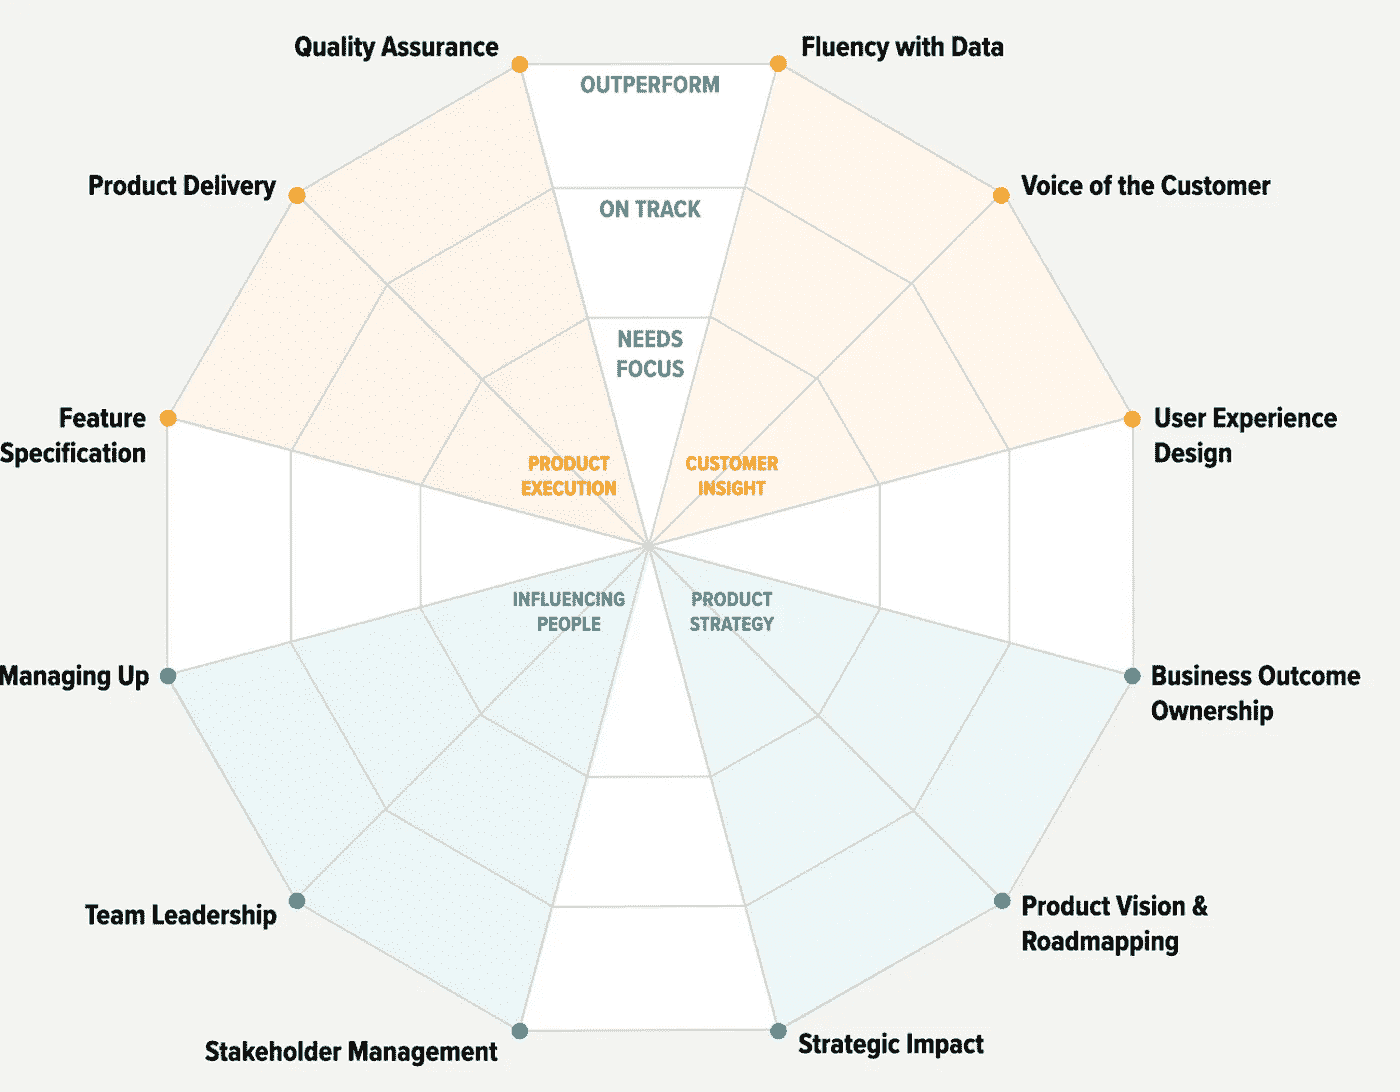 Quality Assurance
Fluency with Data
OUTPERFORM
Product Delivery
Voice of the Customer
ON TRACK
NEEDS
FOCUS
Feature
Specification
User Experience
Design
PRODUCT
EXECUTION
CUSTOMER
INSIGHT
INFLUENCING
PEOPLE
PRODUCT
STRATEGY
Managing Up
Business Outcome
Ownership
Team Leadership
Product Vision &
Roadmapping
Stakeholder Management
Strategic Impact